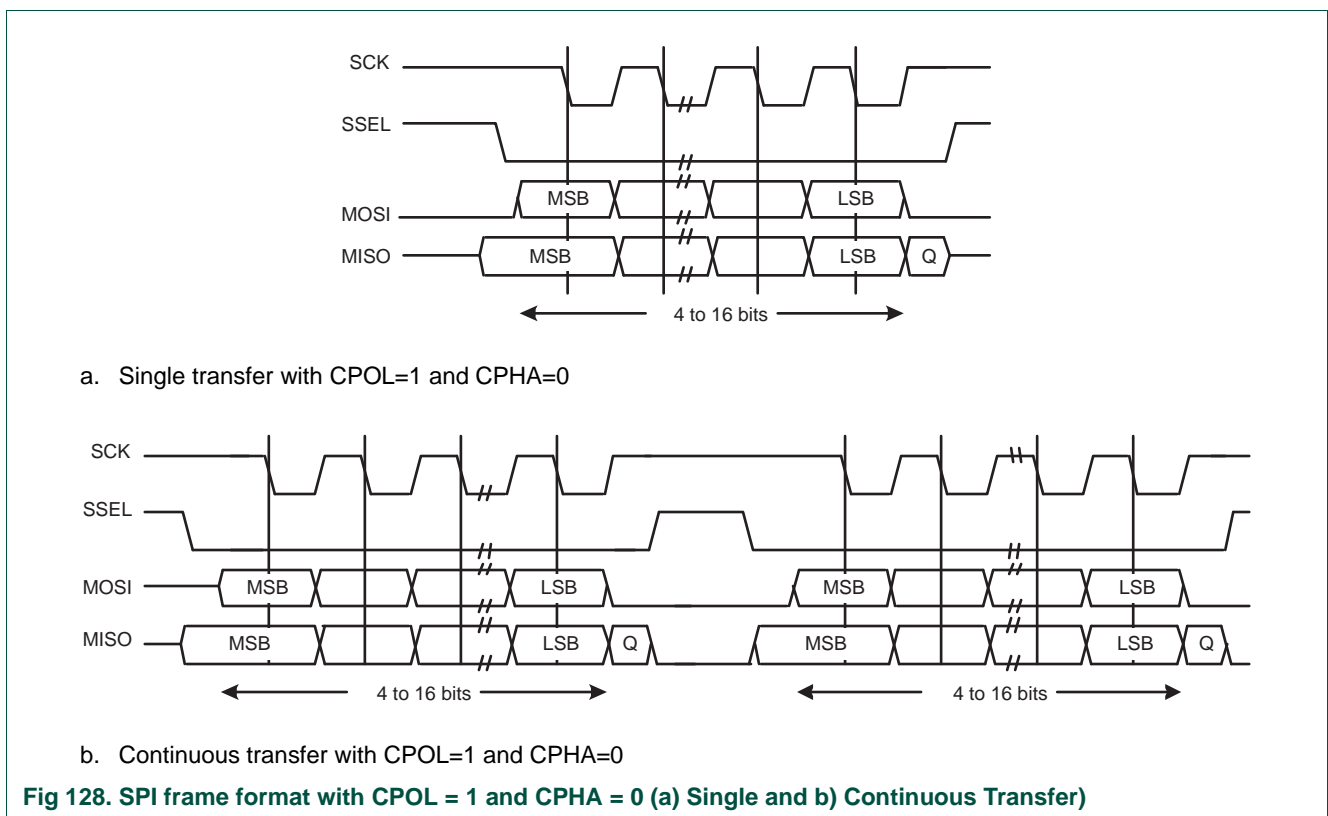 SCK
SSEL
MSB LSB
MOSI
MISO MSB LSB Q
4 to 16 bits
a. Single transfer with CPOL=1 and CPHA=0
SCK
SSEL
MOSI MSB LSB MSB LSB
MISO MSB LSB Q MSB LSB Q
4 to 16 bits 4 to 16 bits
b. Continuous transfer with CPOL=1 and CPHA=0
Fig 128. SPI frame format with CPOL = 1 and CPHA = 0 (a) Single and b) Continuous Transfer)